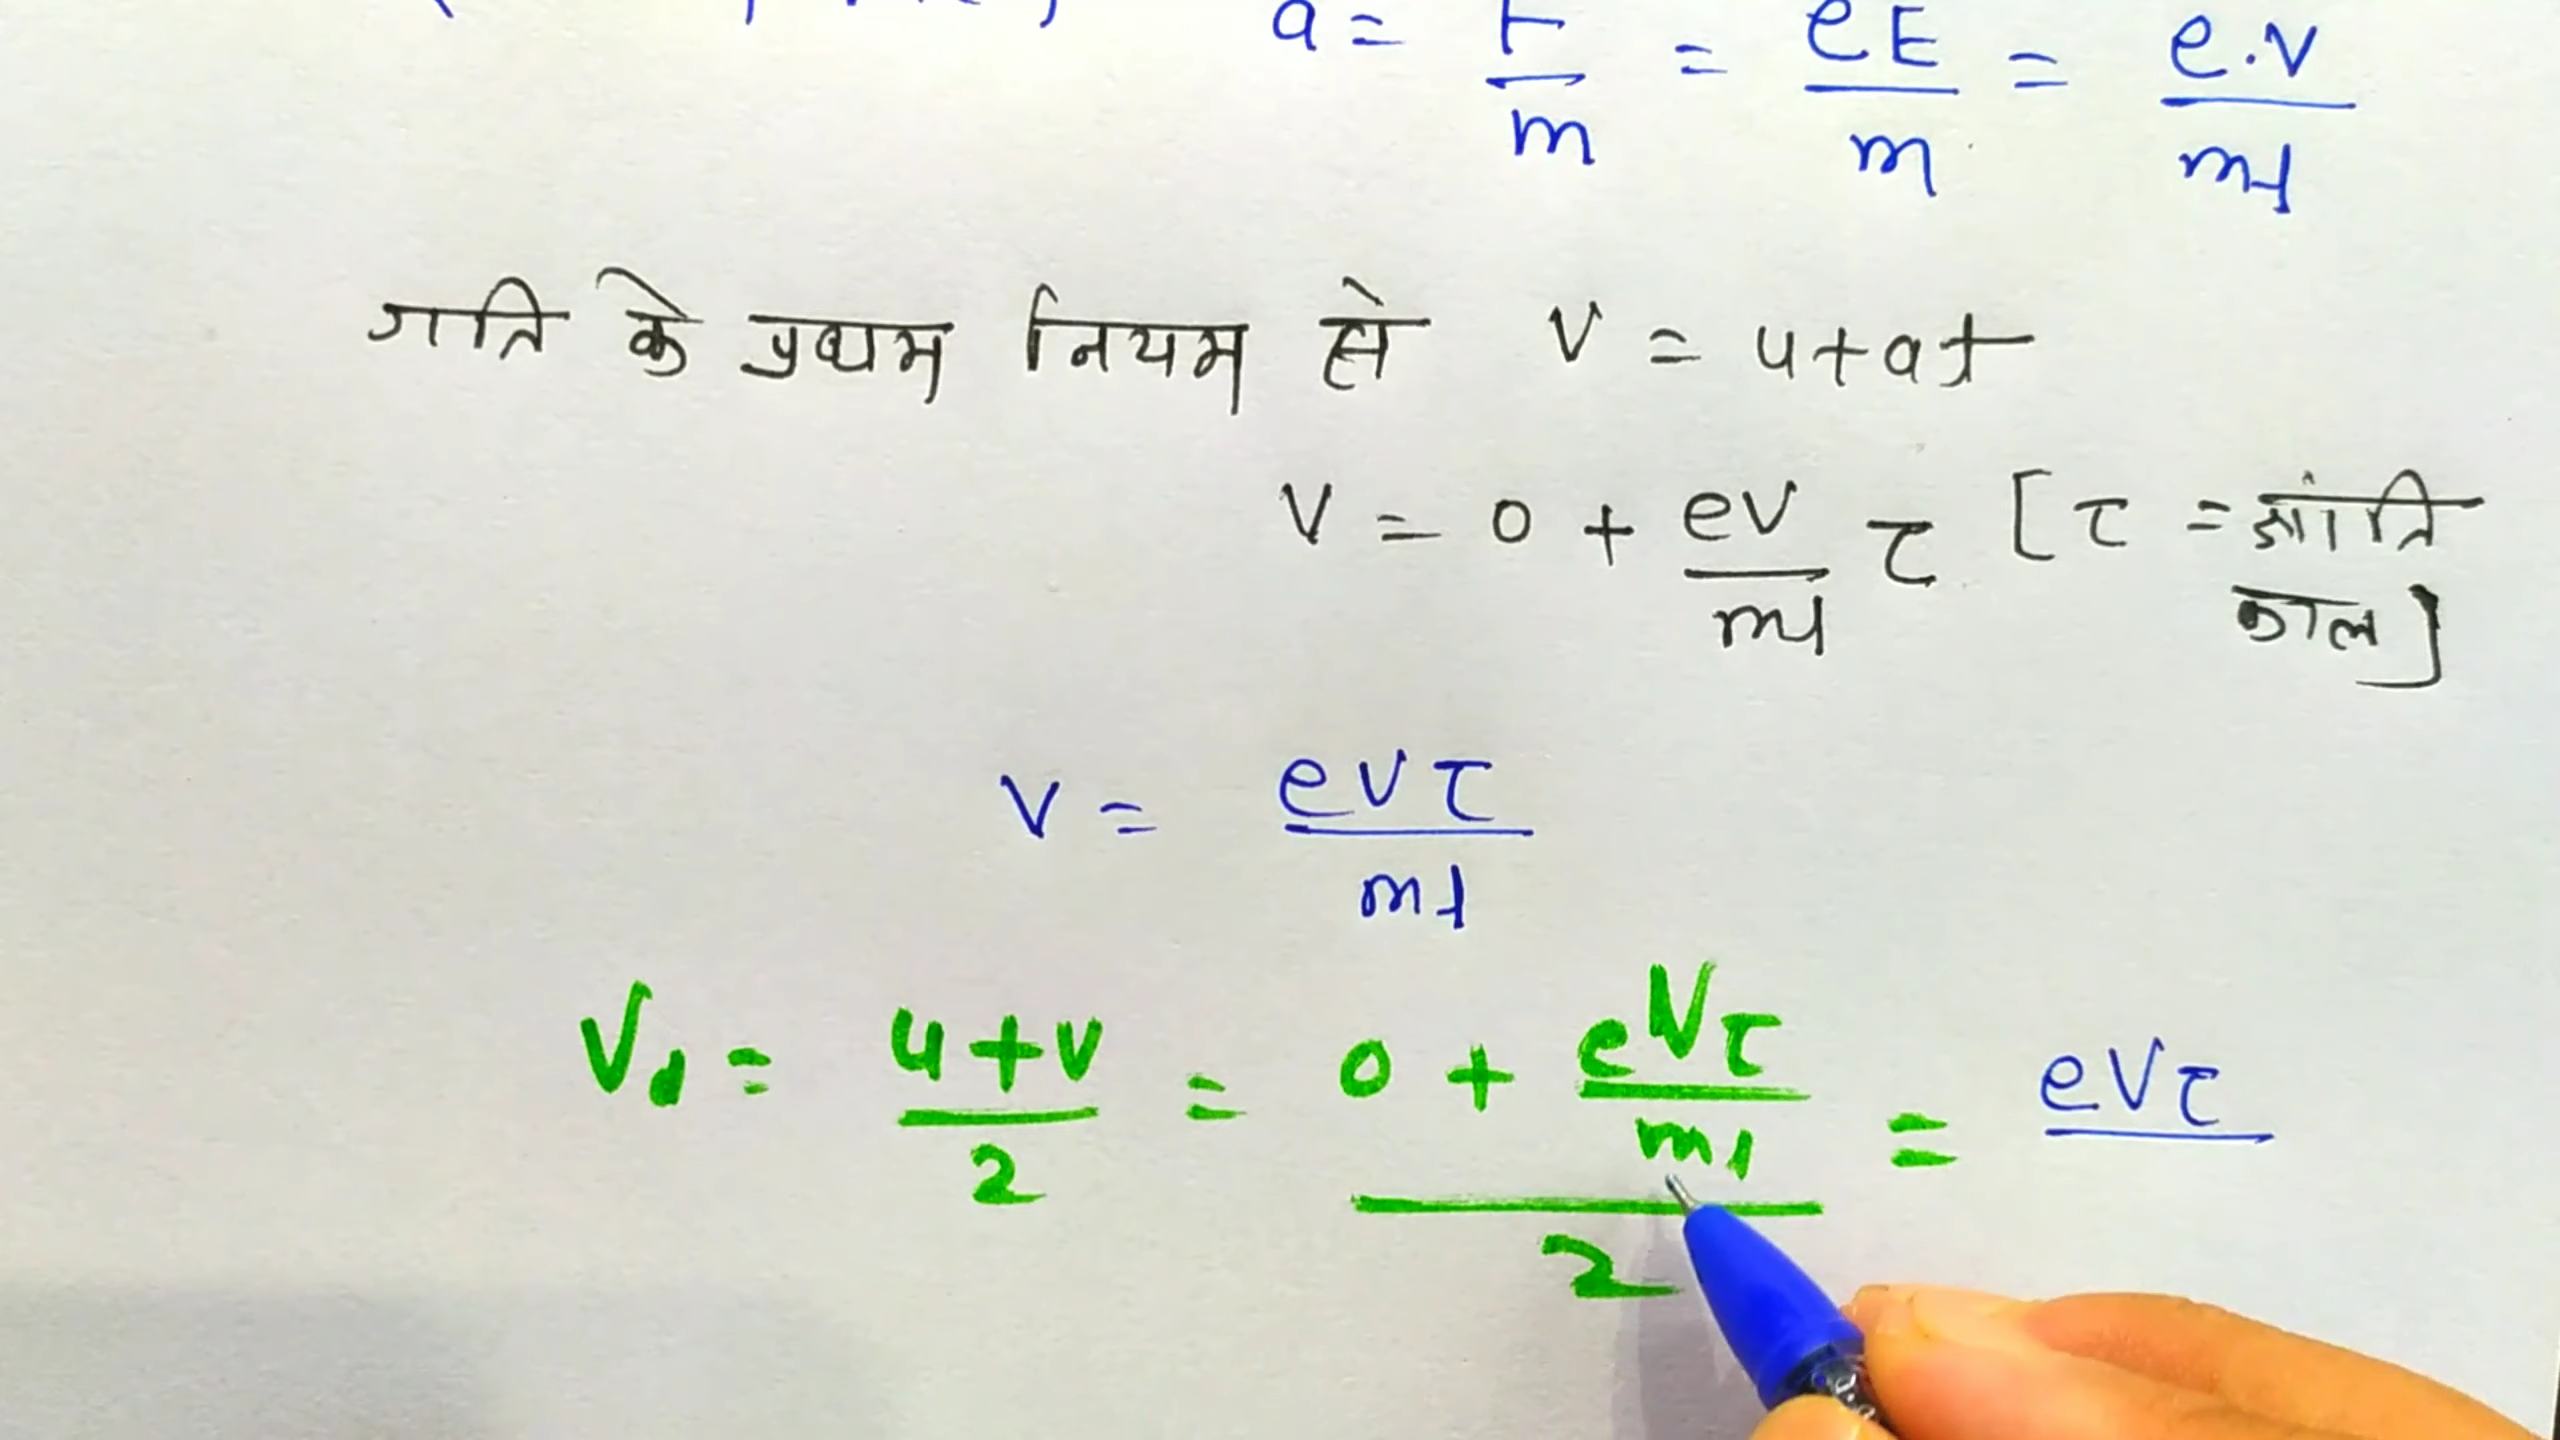 a = F/m = eE/m = e.V/ml
गति के प्रथम नियम से V = u+at
V = 0 + eV/ml τ [τ = श्रांति
काल]
V = eVτ/ml
Vd = u+v/2 = 0 + eVτ/ml/2 = eVτ